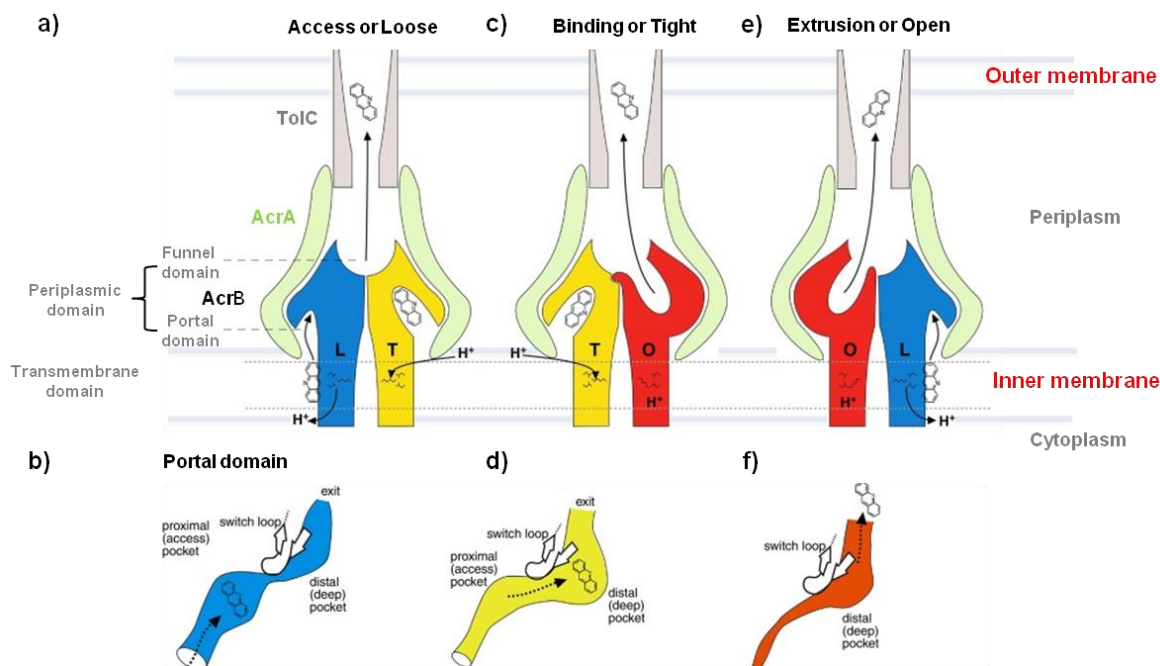 a)
Access or Loose
c)
Binding or Tight
e)
Extrusion or Open
Outer membrane
TolC
AcrA
Periplasm
Funnel
domain
Periplasmic
domain
AcrB
Portal
domain
L
T
H+
H+
T
O
O
L
Transmembrane
domain
Inner membrane
H+
H+
H+
H+
Cytoplasm
b)
Portal domain
d)
f)
exit
switch loop
proximal
(access)
pocket
distal
(deep)
pocket
exit
switch loop
proximal
(access)
pocket
distal
(deep)
pocket
switch loop
distal
(deep)
pocket